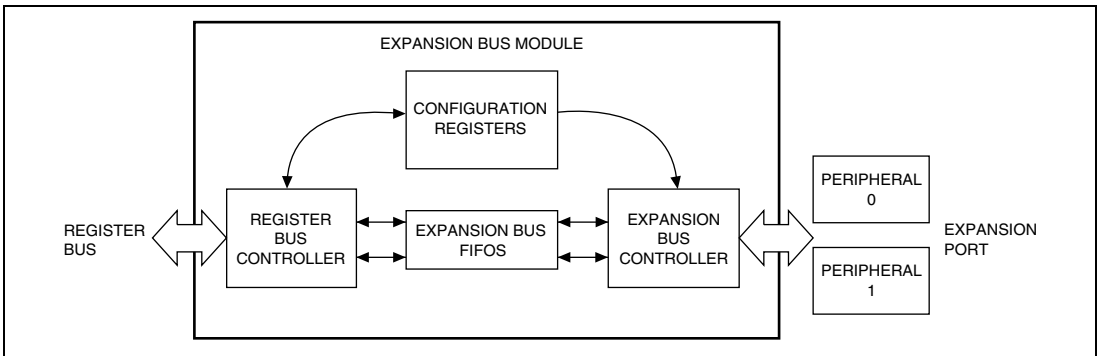 EXPANSION BUS MODULE
CONFIGURATION
REGISTERS
REGISTER
BUS
REGISTER
BUS
CONTROLLER
EXPANSION BUS
FIFOS
EXPANSION
BUS
CONTROLLER
PERIPHERAL
0
PERIPHERAL
1
EXPANSION
PORT